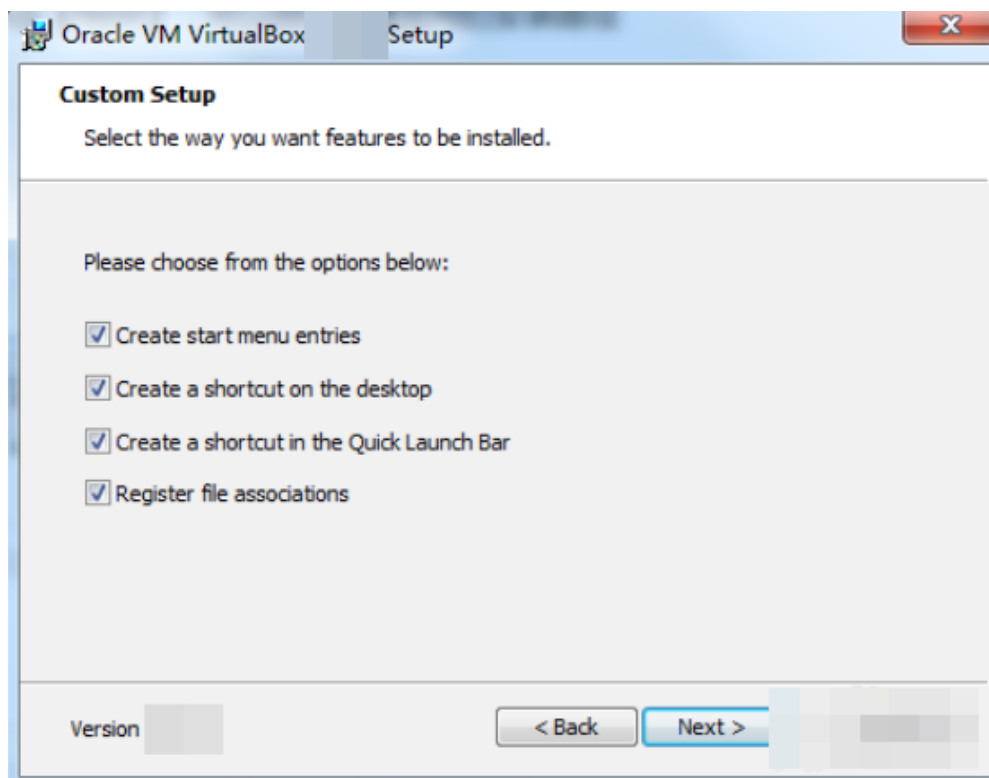 Oracle VM VirtualBox Setup
Custom Setup
Select the way you want features to be installed.
Please choose from the options below:
Create start menu entries
Create a shortcut on the desktop
Create a shortcut in the Quick Launch Bar
Register file associations
Version
< Back Next >